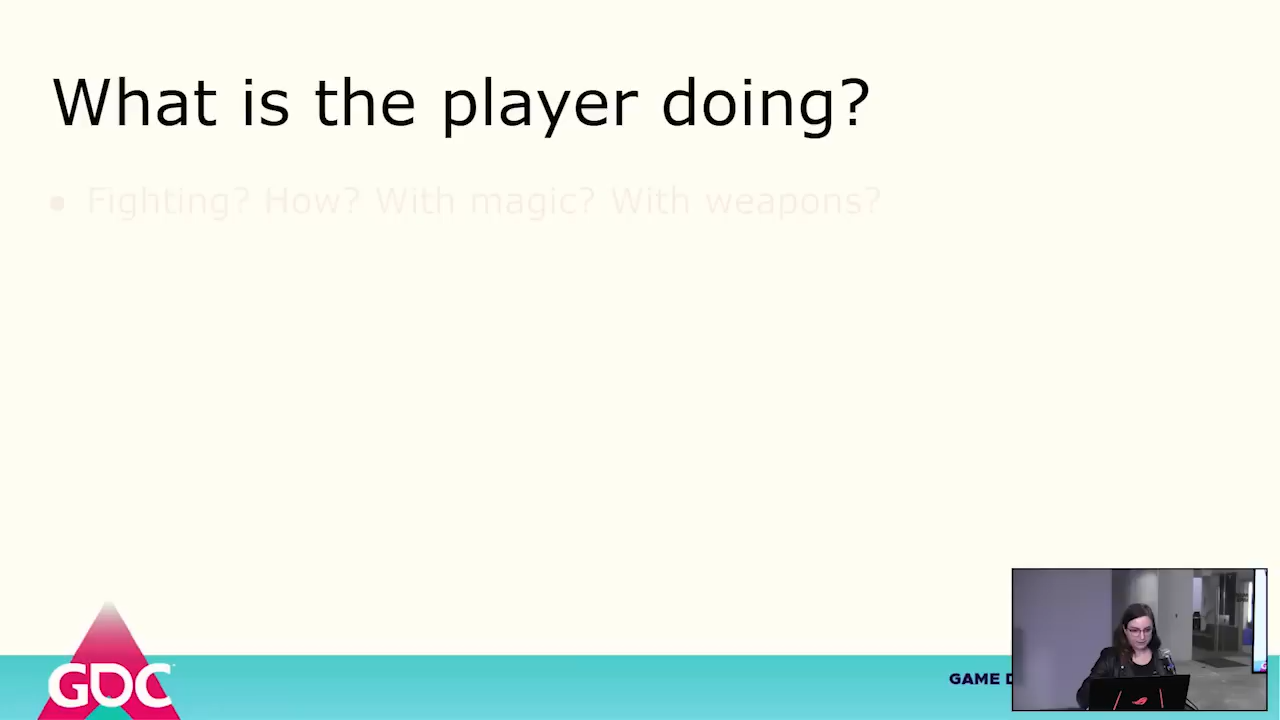 What is the player doing?
• Fighting? How? With magic? With weapons?
GDC
GAME D